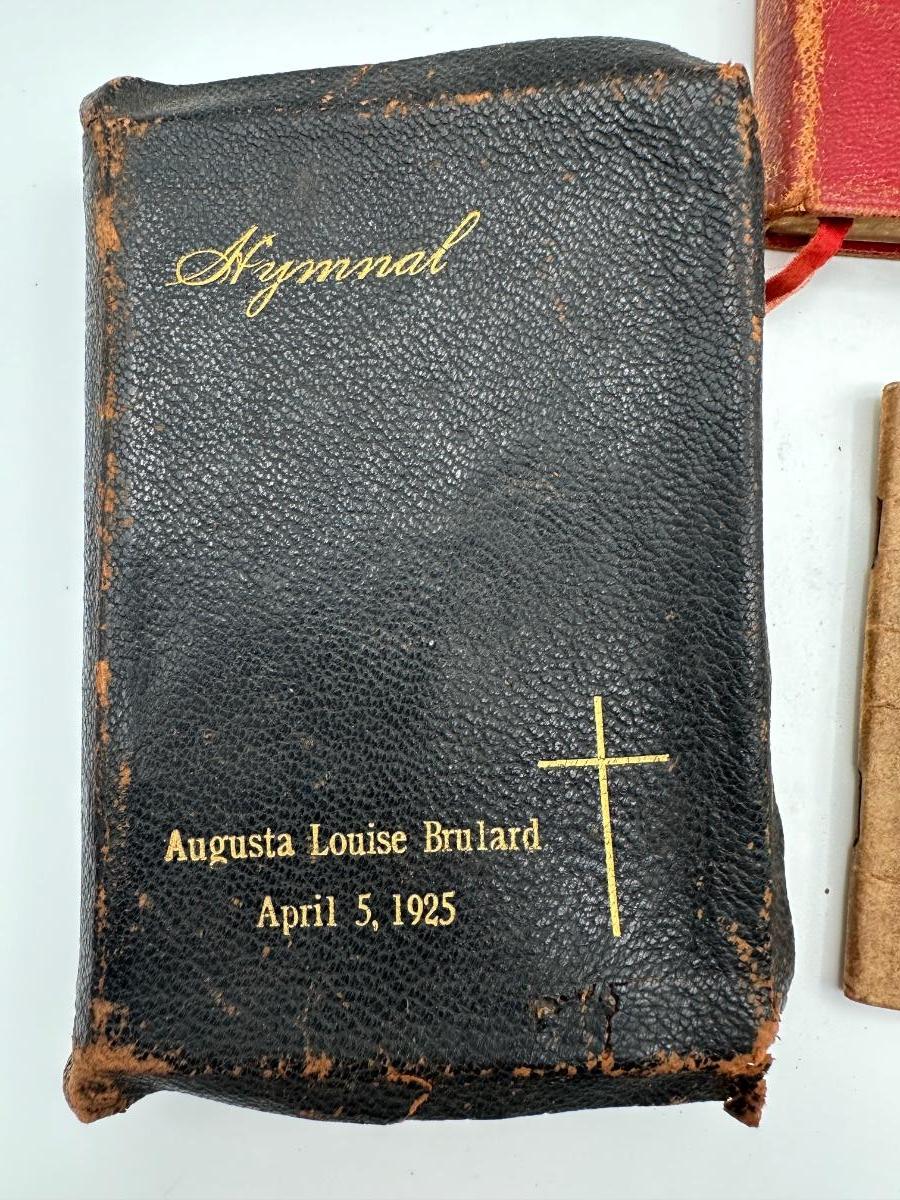 Hymnal
Augusta Louise Brulard
April 5, 1925